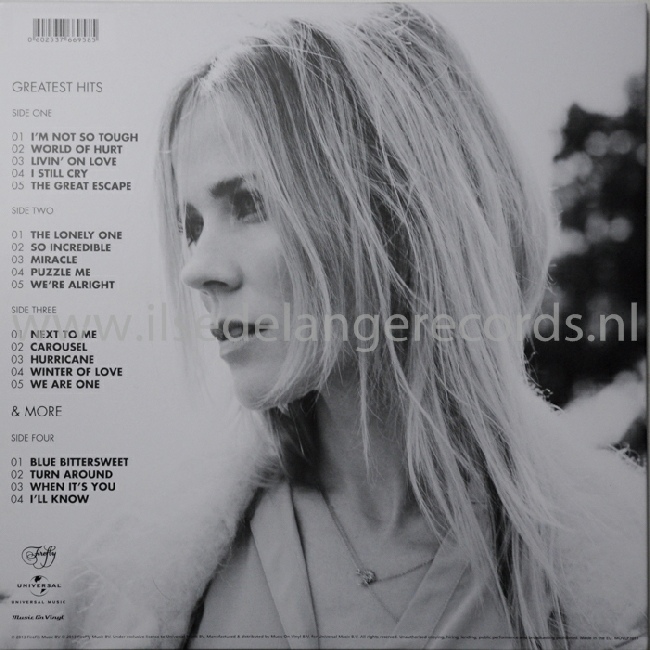 0 602537 669585
GREATEST HITS
SIDE ONE
01 I'M NOT SO TOUGH
02 WORLD OF HURT
03 LIVIN' ON LOVE
04 I STILL CRY
05 THE GREAT ESCAPE
SIDE TWO
01 THE LONELY ONE
02 SO INCREDIBLE
03 MIRACLE
04 PUZZLE ME
05 WE'RE ALRIGHT
SIDE THREE
www.ilsedelangerecords.nl
01 NEXT TO ME
02 CAROUSEL
03 HURRICANE
04 WINTER OF LOVE
05 WE ARE ONE
& MORE
SIDE FOUR
01 BLUE BITTERSWEET
02 TURN AROUND
03 WHEN IT'S YOU
04 I'LL KNOW
Firefly
UNIVERSAL
UNIVERSAL MUSIC
Music On Vinyl